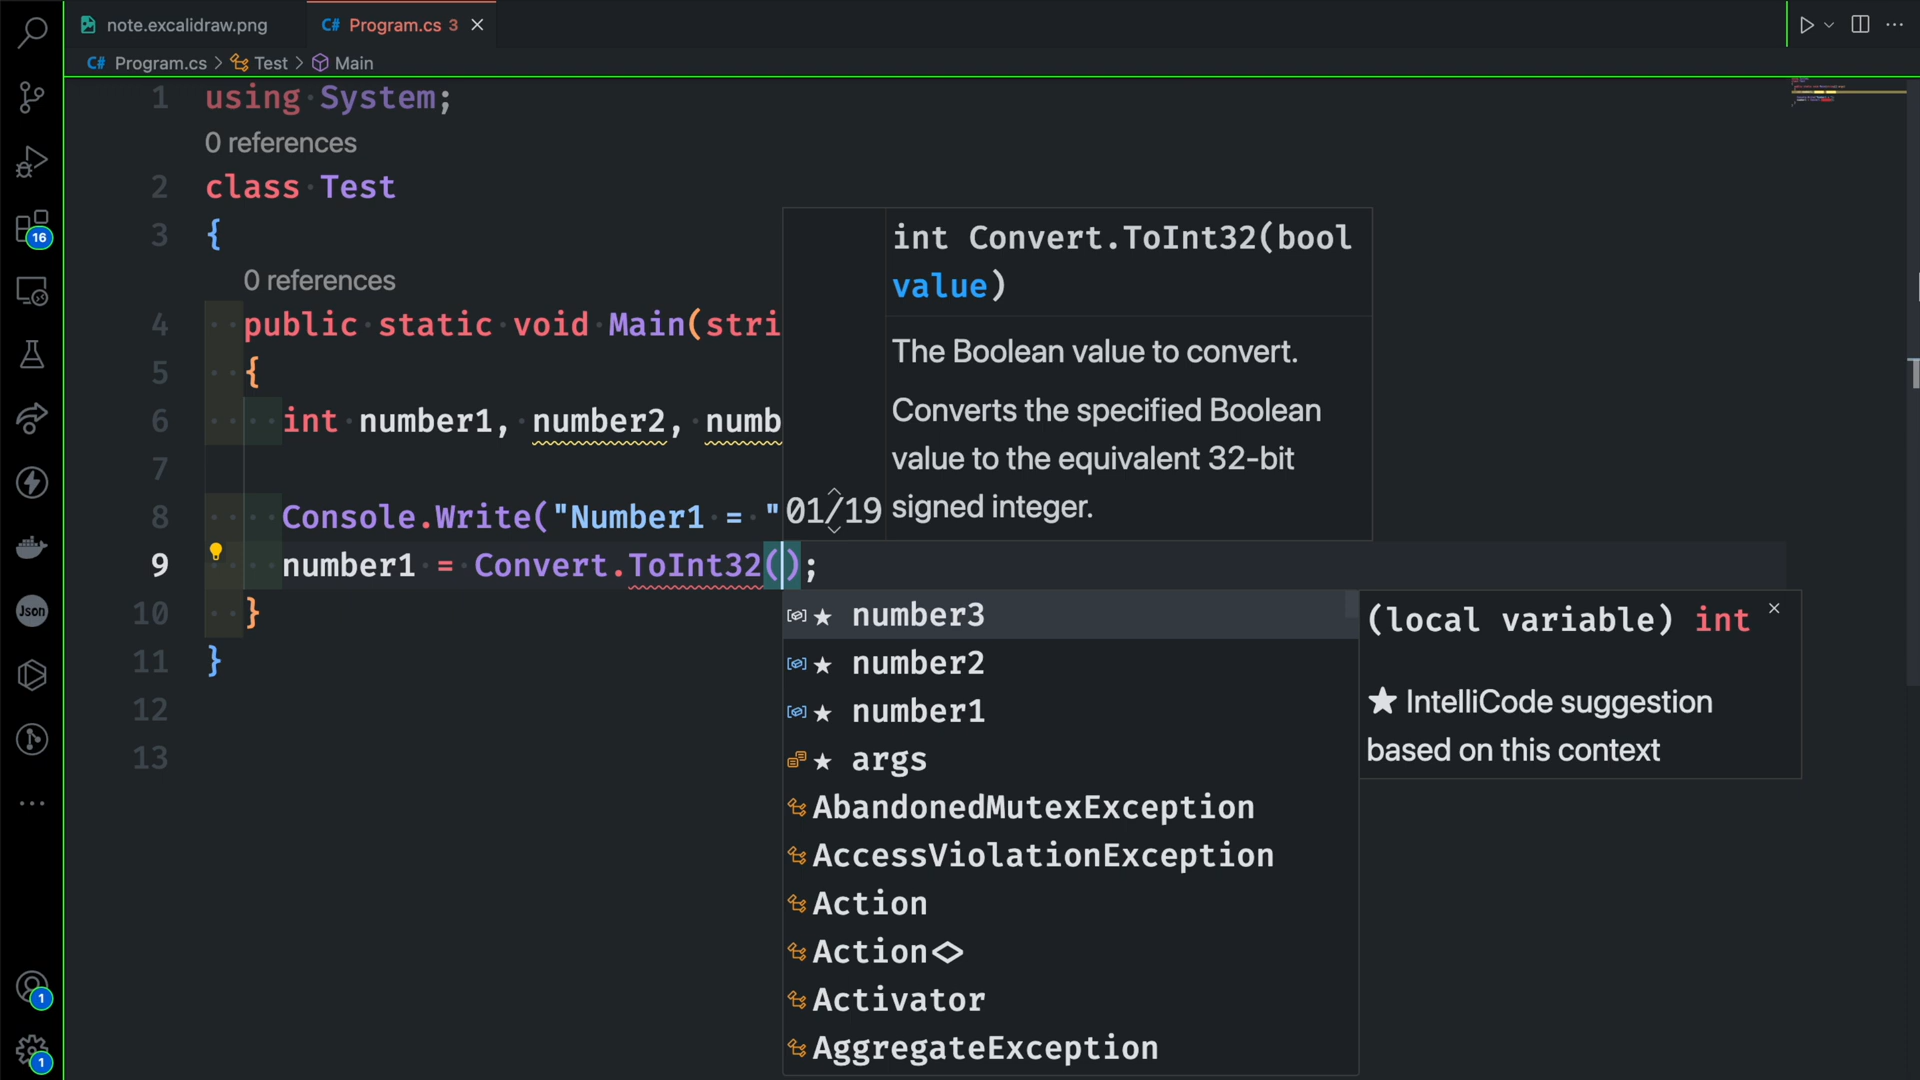 note.excalidraw.png
C# Program.cs 3 ×
C# Program.cs > Test > Main
1 using System;
0 references
2 class Test
3 {
0 references
4 public static void Main(stri
5 {
6 int number1, number2, numb
7
8 Console.Write("Number1 = "
9 number1 = Convert.ToInt32();
10 }
11 }
12
13
int Convert.ToInt32(bool
value)
The Boolean value to convert.
Converts the specified Boolean
value to the equivalent 32-bit
signed integer.
01/19
★ number3
★ number2
★ number1
★ args
AbandonedMutexException
AccessViolationException
Action
Action<>
Activator
AggregateException
(local variable) int
★ IntelliCode suggestion
based on this context
16
Json
1
1